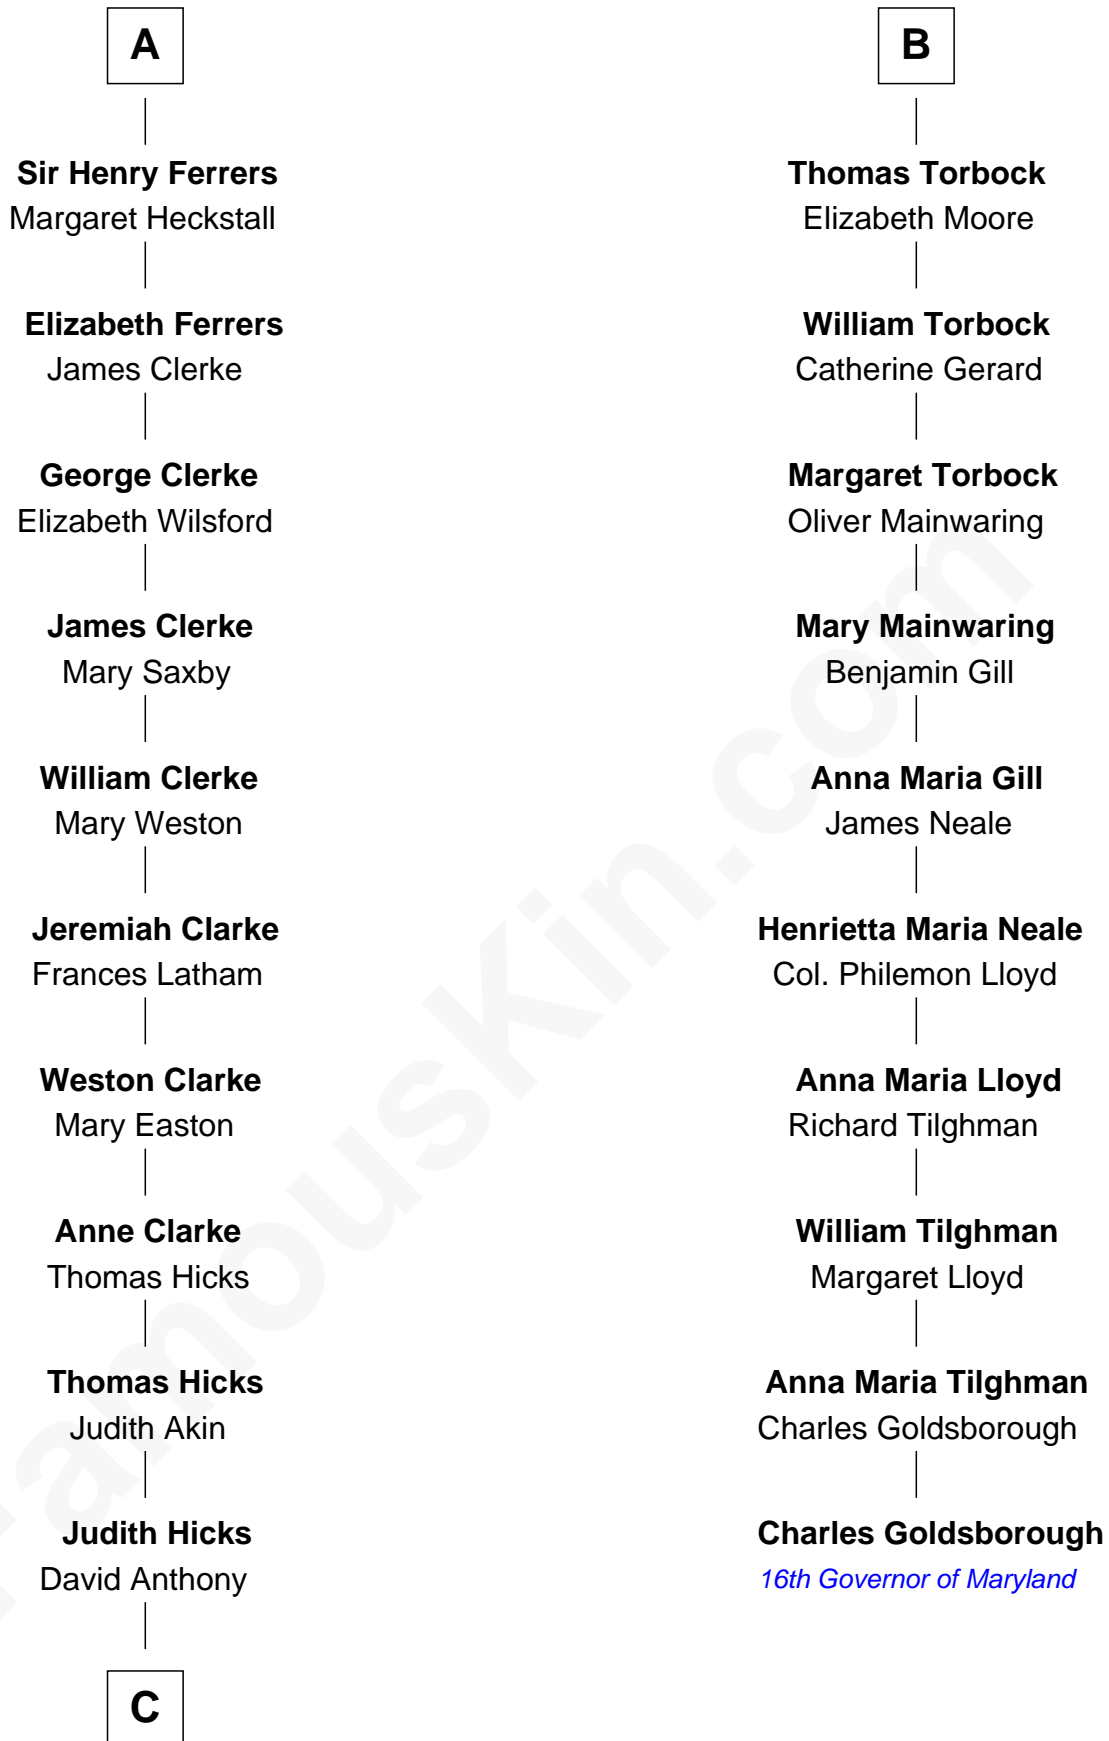 A
Sir Henry Ferrers
Margaret Heckstall
Elizabeth Ferrers
James Clerke
George Clerke
Elizabeth Wilsford
James Clerke
Mary Saxby
William Clerke
Mary Weston
Jeremiah Clarke
Frances Latham
Weston Clarke
Mary Easton
Anne Clarke
Thomas Hicks
Thomas Hicks
Judith Akin
Judith Hicks
David Anthony
C
B
Thomas Torbock
Elizabeth Moore
William Torbock
Catherine Gerard
Margaret Torbock
Oliver Mainwaring
Mary Mainwaring
Benjamin Gill
Anna Maria Gill
James Neale
Henrietta Maria Neale
Col. Philemon Lloyd
Anna Maria Lloyd
Richard Tilghman
William Tilghman
Margaret Lloyd
Anna Maria Tilghman
Charles Goldsborough
Charles Goldsborough
16th Governor of Maryland
FamousKin.com